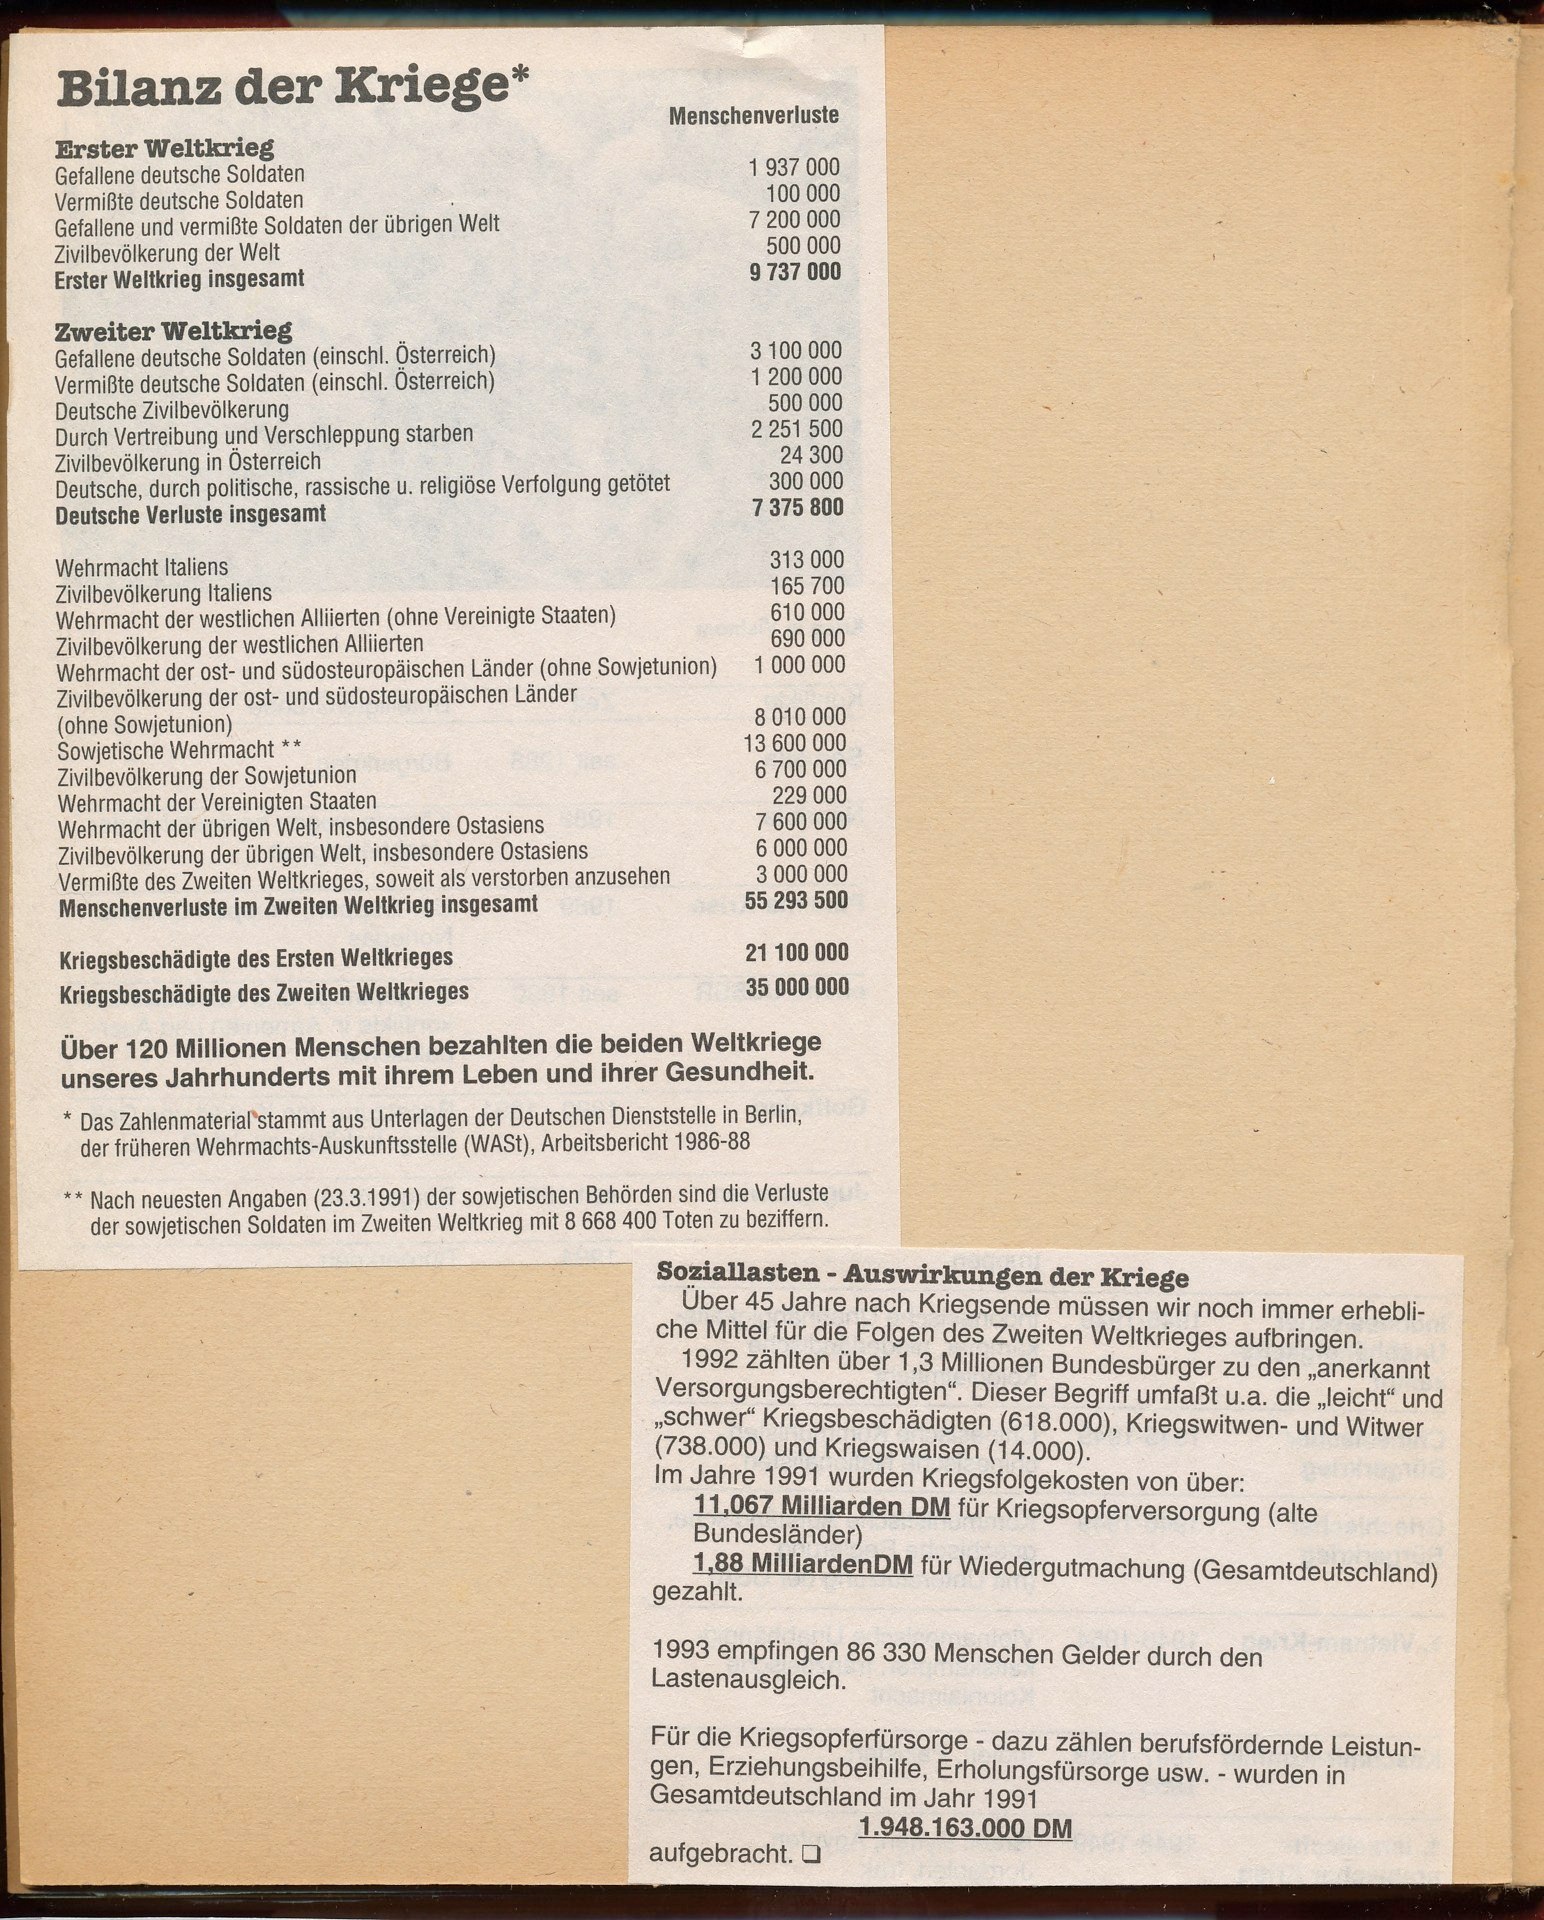 Bilanz der Kriege*
Menschenverluste
Erster Weltkrieg
Gefallene deutsche Soldaten 1 937 000
Vermißte deutsche Soldaten 100 000
Gefallene und vermißte Soldaten der übrigen Welt 7 200 000
Zivilbevölkerung der Welt 500 000
Erster Weltkrieg insgesamt 9 737 000
Zweiter Weltkrieg
Gefallene deutsche Soldaten (einschl. Österreich) 3 100 000
Vermißte deutsche Soldaten (einschl. Österreich) 1 200 000
Deutsche Zivilbevölkerung 500 000
Durch Vertreibung und Verschleppung starben 2 251 500
Zivilbevölkerung in Österreich 24 300
Deutsche, durch politische, rassische u. religiöse Verfolgung getötet 300 000
Deutsche Verluste insgesamt 7 375 800
Wehrmacht Italiens 313 000
Zivilbevölkerung Italiens 165 700
Wehrmacht der westlichen Alliierten (ohne Vereinigte Staaten) 610 000
Zivilbevölkerung der westlichen Alliierten 690 000
Wehrmacht der ost- und südosteuropäischen Länder (ohne Sowjetunion) 1 000 000
Zivilbevölkerung der ost- und südosteuropäischen Länder
(ohne Sowjetunion) 8 010 000
Sowjetische Wehrmacht ** 13 600 000
Zivilbevölkerung der Sowjetunion 6 700 000
Wehrmacht der Vereinigten Staaten 229 000
Wehrmacht der übrigen Welt, insbesondere Ostasiens 7 600 000
Zivilbevölkerung der übrigen Welt, insbesondere Ostasiens 6 000 000
Vermißte des Zweiten Weltkrieges, soweit als verstorben anzusehen 3 000 000
Menschenverluste im Zweiten Weltkrieg insgesamt 55 293 500
Kriegsbeschädigte des Ersten Weltkrieges 21 100 000
Kriegsbeschädigte des Zweiten Weltkrieges 35 000 000
Über 120 Millionen Menschen bezahlten die beiden Weltkriege
unseres Jahrhunderts mit ihrem Leben und ihrer Gesundheit.
* Das Zahlenmaterial stammt aus Unterlagen der Deutschen Dienststelle in Berlin,
der früheren Wehrmachts-Auskunftsstelle (WASt), Arbeitsbericht 1986-88
** Nach neuesten Angaben (23.3.1991) der sowjetischen Behörden sind die Verluste
der sowjetischen Soldaten im Zweiten Weltkrieg mit 8 668 400 Toten zu beziffern.
Soziallasten - Auswirkungen der Kriege
Über 45 Jahre nach Kriegsende müssen wir noch immer erhebli-
che Mittel für die Folgen des Zweiten Weltkrieges aufbringen.
1992 zählten über 1,3 Millionen Bundesbürger zu den „anerkannt
Versorgungsberechtigten“. Dieser Begriff umfaßt u.a. die „leicht“ und
„schwer“ Kriegsbeschädigten (618.000), Kriegswitwen- und Witwer
(738.000) und Kriegswaisen (14.000).
Im Jahre 1991 wurden Kriegsfolgekosten von über:
11,067 Milliarden DM für Kriegsopferversorgung (alte
Bundesländer)
1,88 MilliardenDM für Wiedergutmachung (Gesamtdeutschland)
gezahlt.
1993 empfingen 86 330 Menschen Gelder durch den
Lastenausgleich.
Für die Kriegsopferfürsorge - dazu zählen berufsfördernde Leistun-
gen, Erziehungsbeihilfe, Erholungsfürsorge usw. - wurden in
Gesamtdeutschland im Jahr 1991
1.948.163.000 DM
aufgebracht. ❏